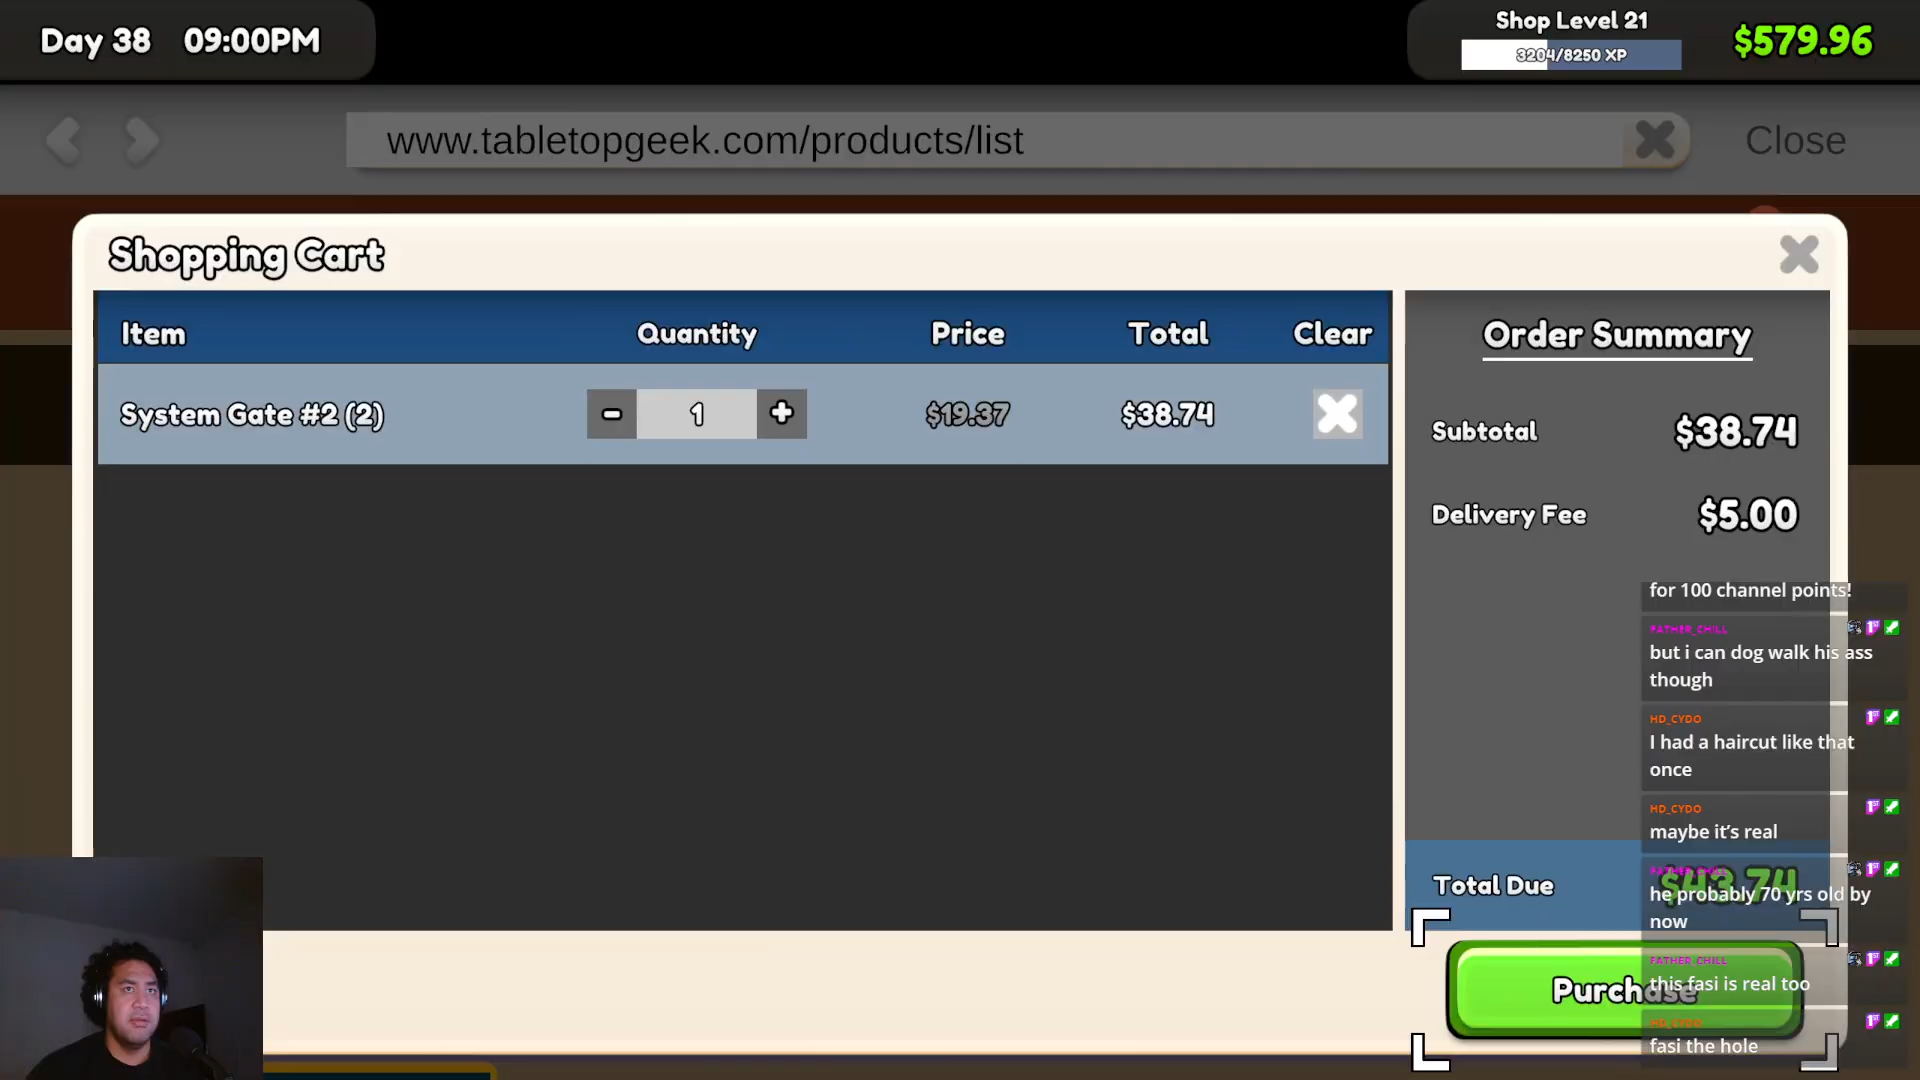 Day 38 09:00PM
Shop Level 21
3204/8250 XP
$579.96
www.tabletopgeek.com/products/list
Close
Shopping Cart
Item Quantity Price Total Clear
System Gate #2 (2) - 1 + $19.37 $38.74
Order Summary
Subtotal $38.74
Delivery Fee $5.00
Total Due $43.74
Purchase
for 100 channel points!
FATHER_CHILL
but i can dog walk his ass
though
HD_CYDO
I had a haircut like that
once
HD_CYDO
maybe it's real
FATHER_CHILL
he probably 70 yrs old by
now
FATHER_CHILL
this fasi is real too
HD_CYDO
fasi the hole